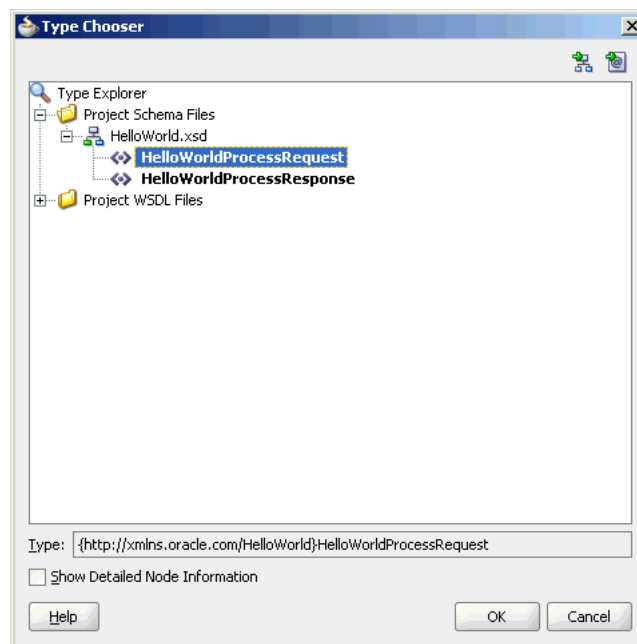 Type Chooser
Type Explorer
Project Schema Files
HelloWorld.xsd
HelloWorldProcessRequest
HelloWorldProcessResponse
Project WSDL Files
Type: {http://xmlns.oracle.com/HelloWorld}HelloWorldProcessRequest
Show Detailed Node Information
Help OK Cancel